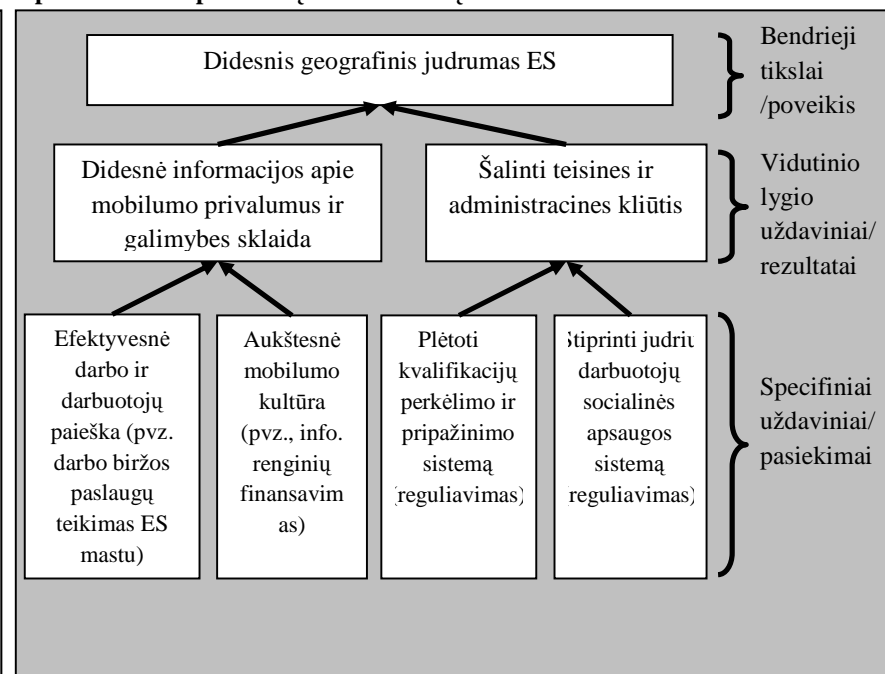 Didesnis geografinis judrumas ES
Bendrieji
tikslai
/poveikis
Didesnė informacijos apie
mobilumo privalumus ir
galimybes sklaida
Šalinti teisines ir
administracines kliūtis
Vidutinio
lygio
uždaviniai/
rezultatai
Efektyvesnė
darbo ir
darbuotojų
paieška (pvz.
darbo biržos
paslaugų
teikimas ES
mastu)
Aukštesnė
mobilumo
kultūra
(pvz., info.
renginių
finansavim
as)
Plėtoti
kvalifikacijų
perkėlimo ir
pripažinimo
sistemą
(reguliavimas)
Stiprinti judrių
darbuotojų
socialinės
apsaugos
sistemą
(reguliavimas)
Specifiniai
uždaviniai/
pasiekimai